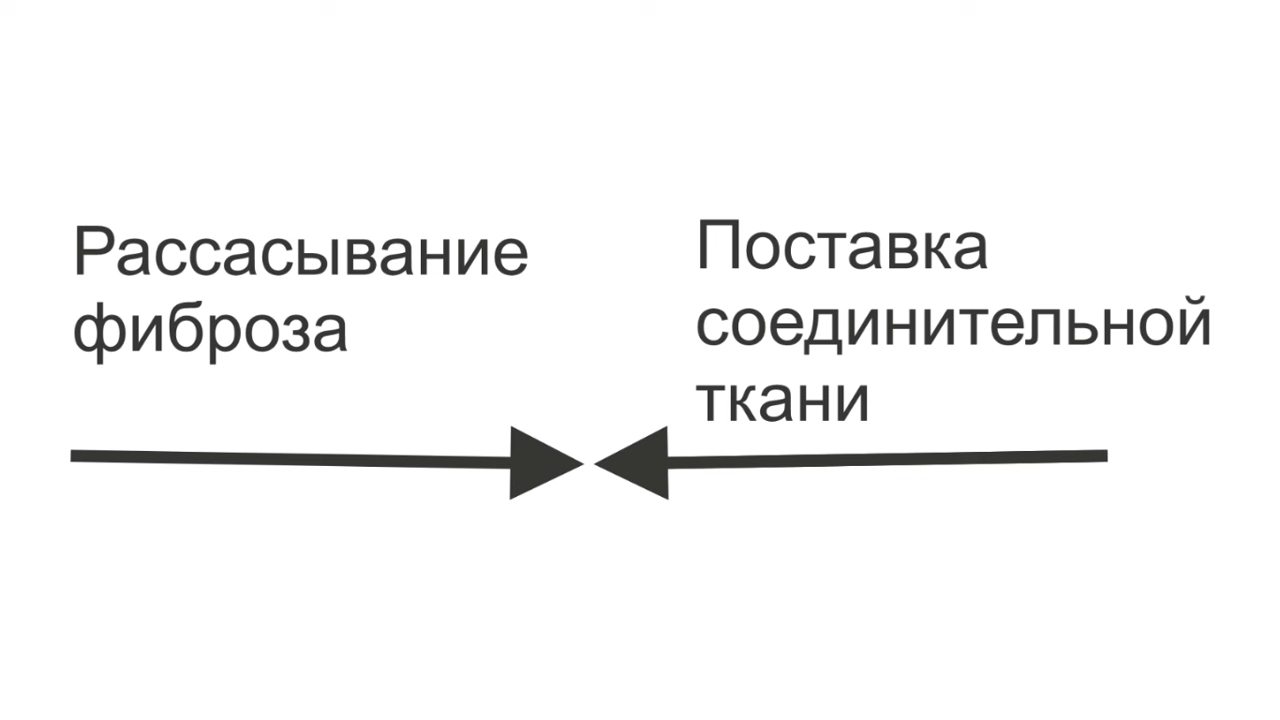 Рассасывание
фиброза
Поставка
соединительной
ткани